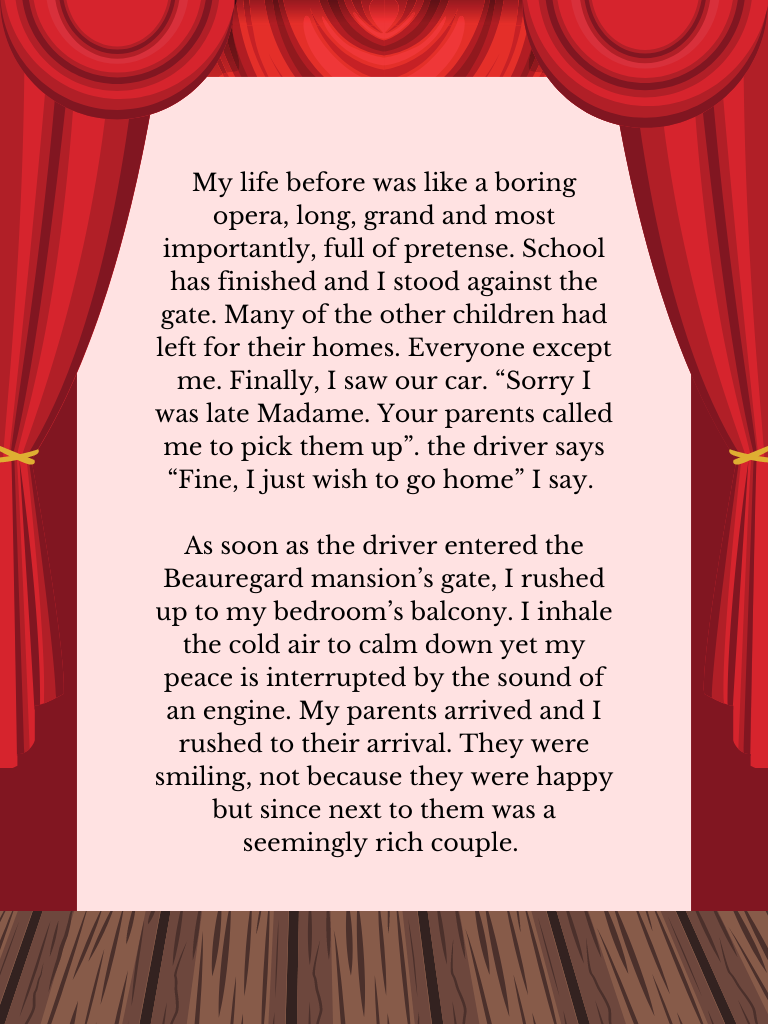 My life before was like a boring
opera, long, grand and most
importantly, full of pretense. School
has finished and I stood against the
gate. Many of the other children had
left for their homes. Everyone except
me. Finally, I saw our car. “Sorry I
was late Madame. Your parents called
me to pick them up”. the driver says
“Fine, I just wish to go home” I say.

As soon as the driver entered the
Beauregard mansion’s gate, I rushed
up to my bedroom’s balcony. I inhale
the cold air to calm down yet my
peace is interrupted by the sound of
an engine. My parents arrived and I
rushed to their arrival. They were
smiling, not because they were happy
but since next to them was a
seemingly rich couple.